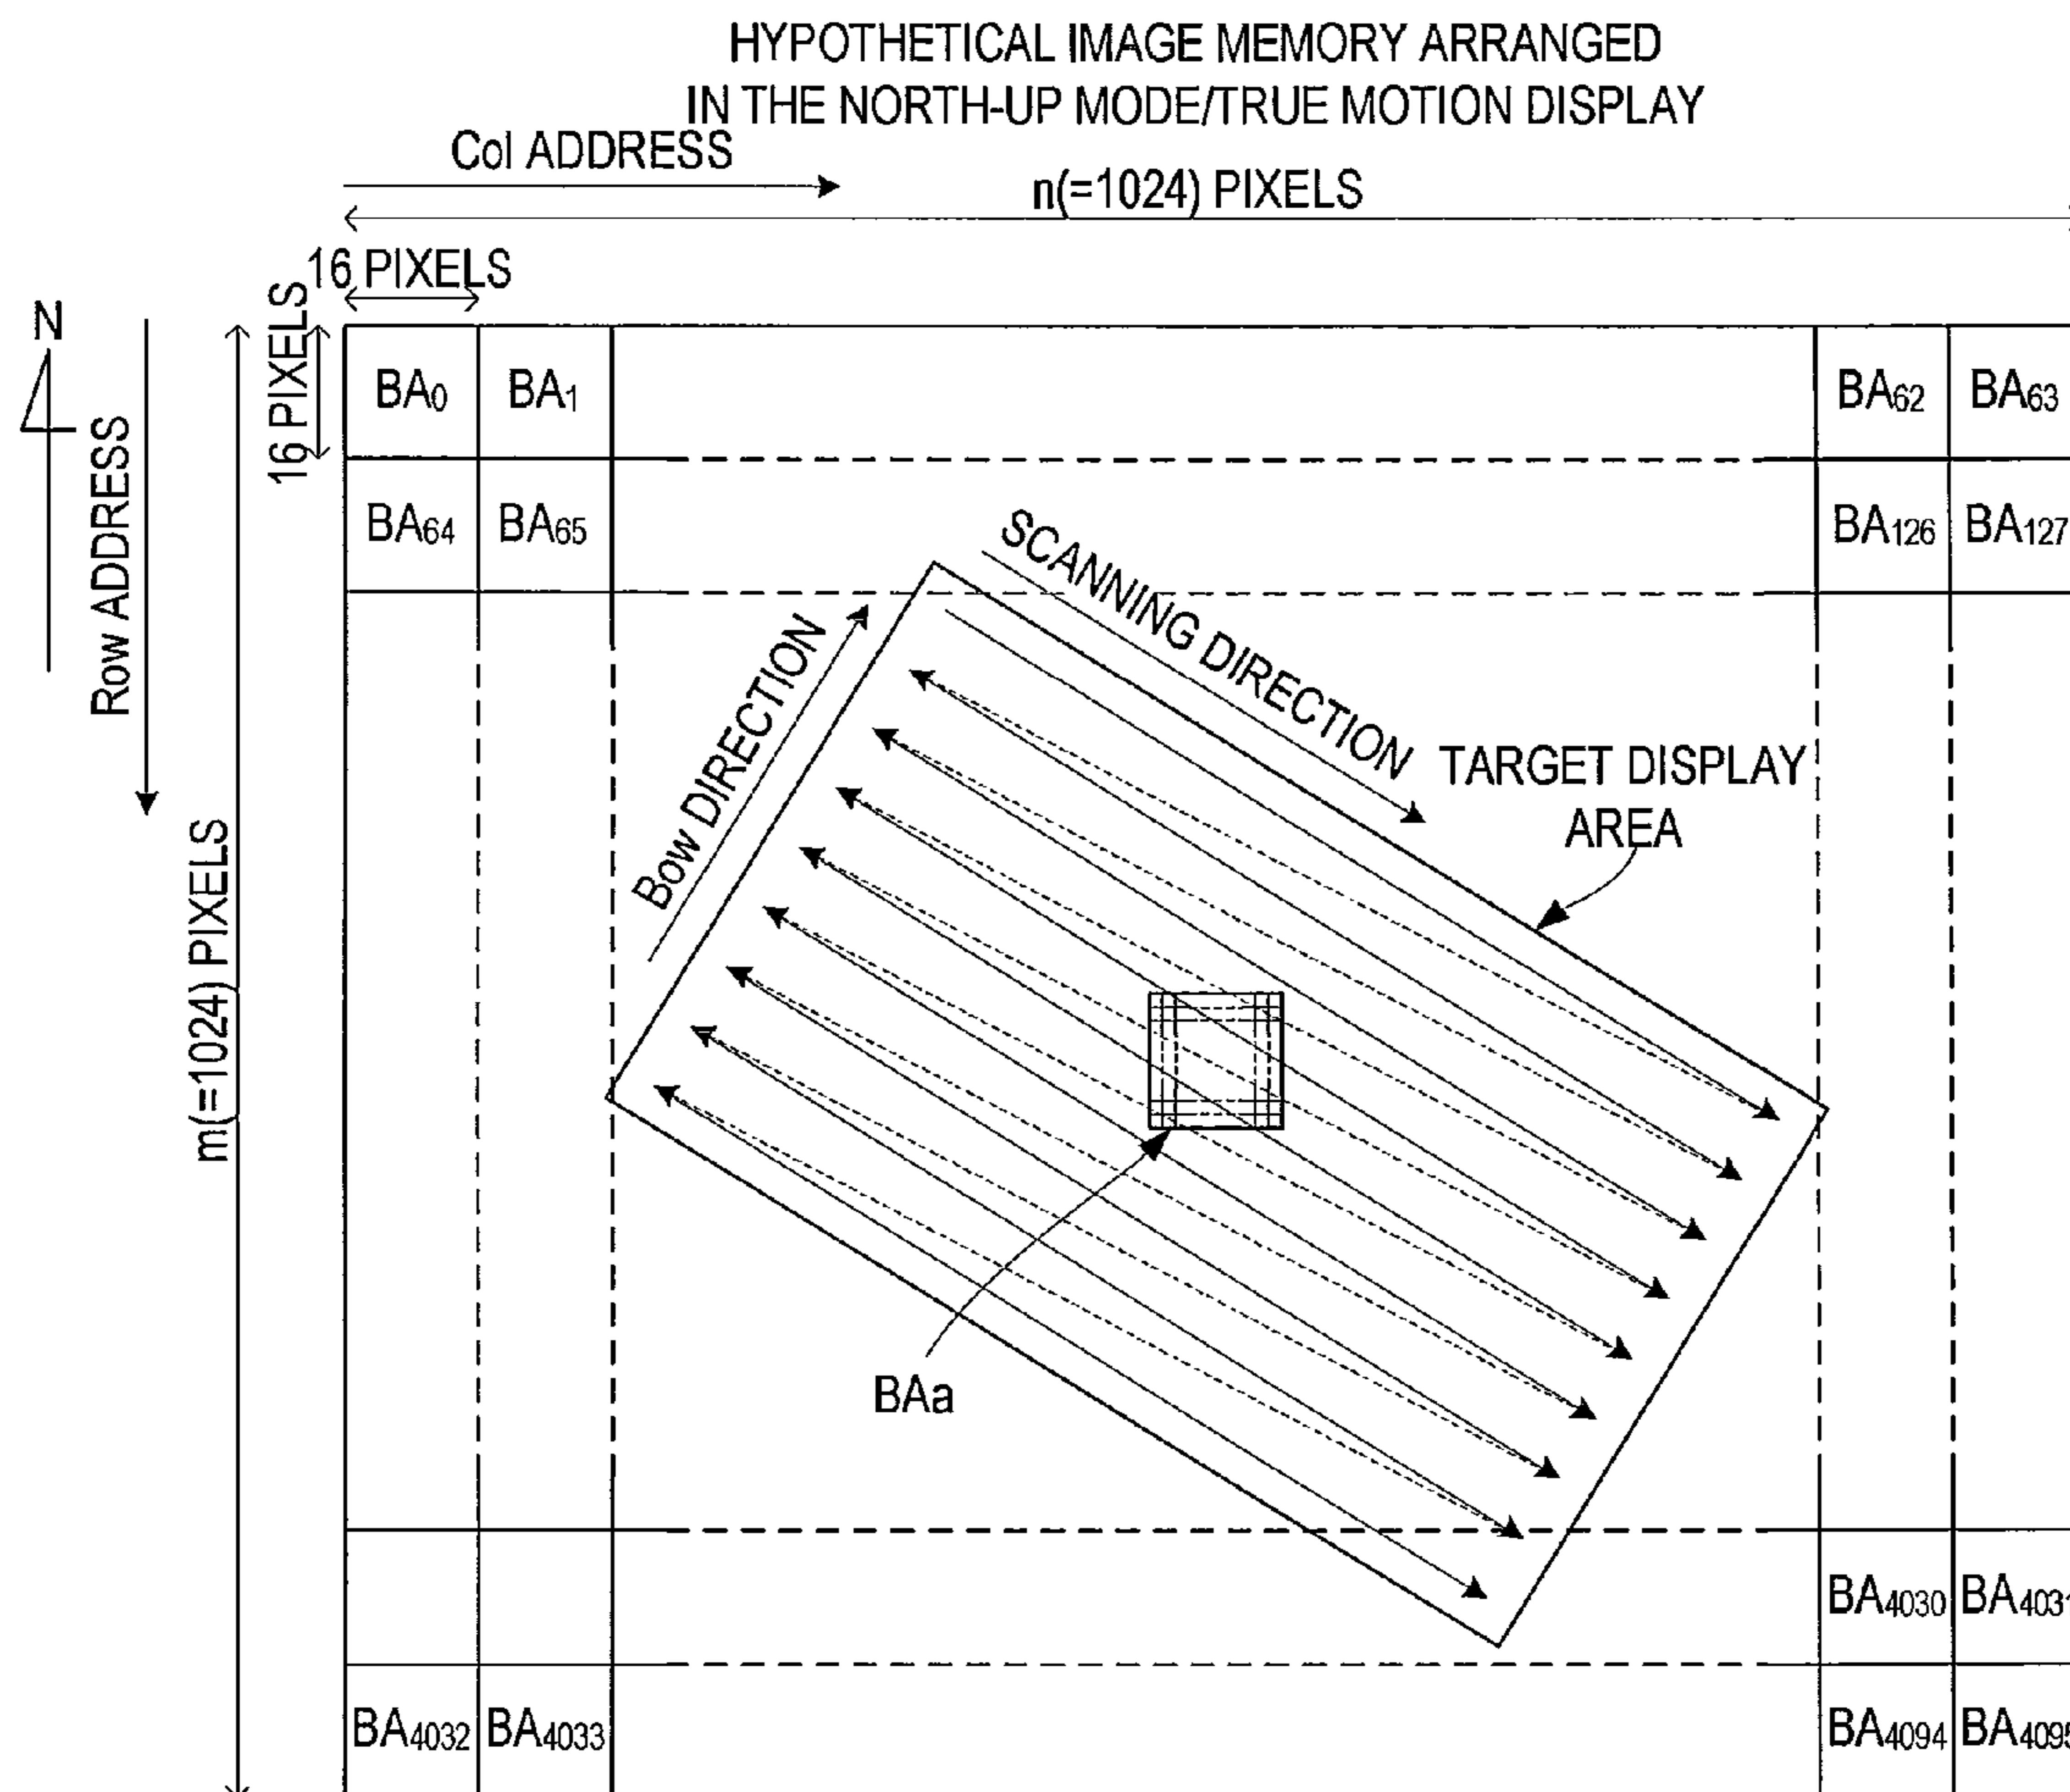 HYPOTHETICAL IMAGE MEMORY ARRANGED
IN THE NORTH-UP MODE/TRUE MOTION DISPLAY
Col ADDRESS
n(=1024) PIXELS
16 PIXELS
16 PIXELS
N
Row ADDRESS
m(=1024) PIXELS
BA0 BA1 BA62 BA63
BA64 BA65 BA126 BA127
SCANNING DIRECTION
Bow DIRECTION
TARGET DISPLAY
AREA
BAa
BA4030 BA4031
BA4032 BA4033 BA4094 BA4095